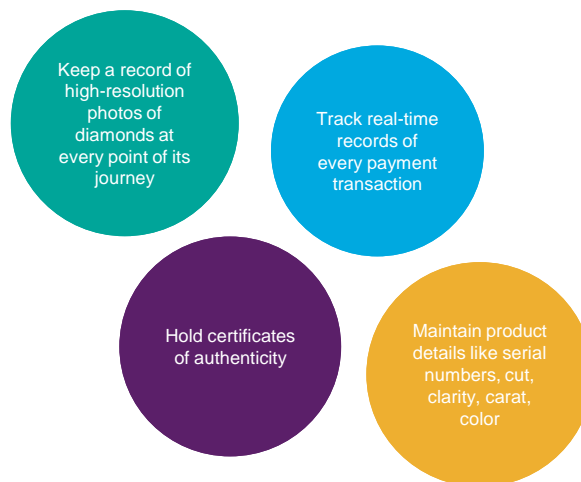 Keep a record of
high-resolution
photos of
diamonds at
every point of its
journey
Track real-time
records of
every payment
transaction
Hold certificates
of authenticity
Maintain product
details like serial
numbers, cut,
clarity, carat,
color